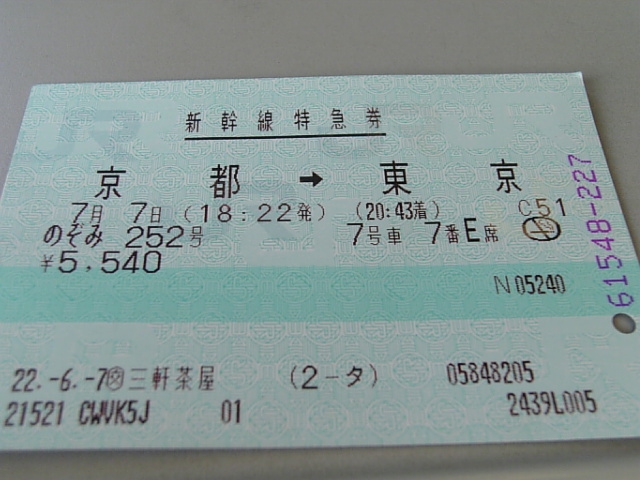 新幹線特急券
京都 → 東京
7月 7日 (18:22発) (20:43着) C51
のぞみ 252号 7号車 7番E席
¥5,540
N05240
61548-227
22.-6.-7 三軒茶屋 (2-タ) 05848205
21521 CWVK5J 01 2439L005
JR